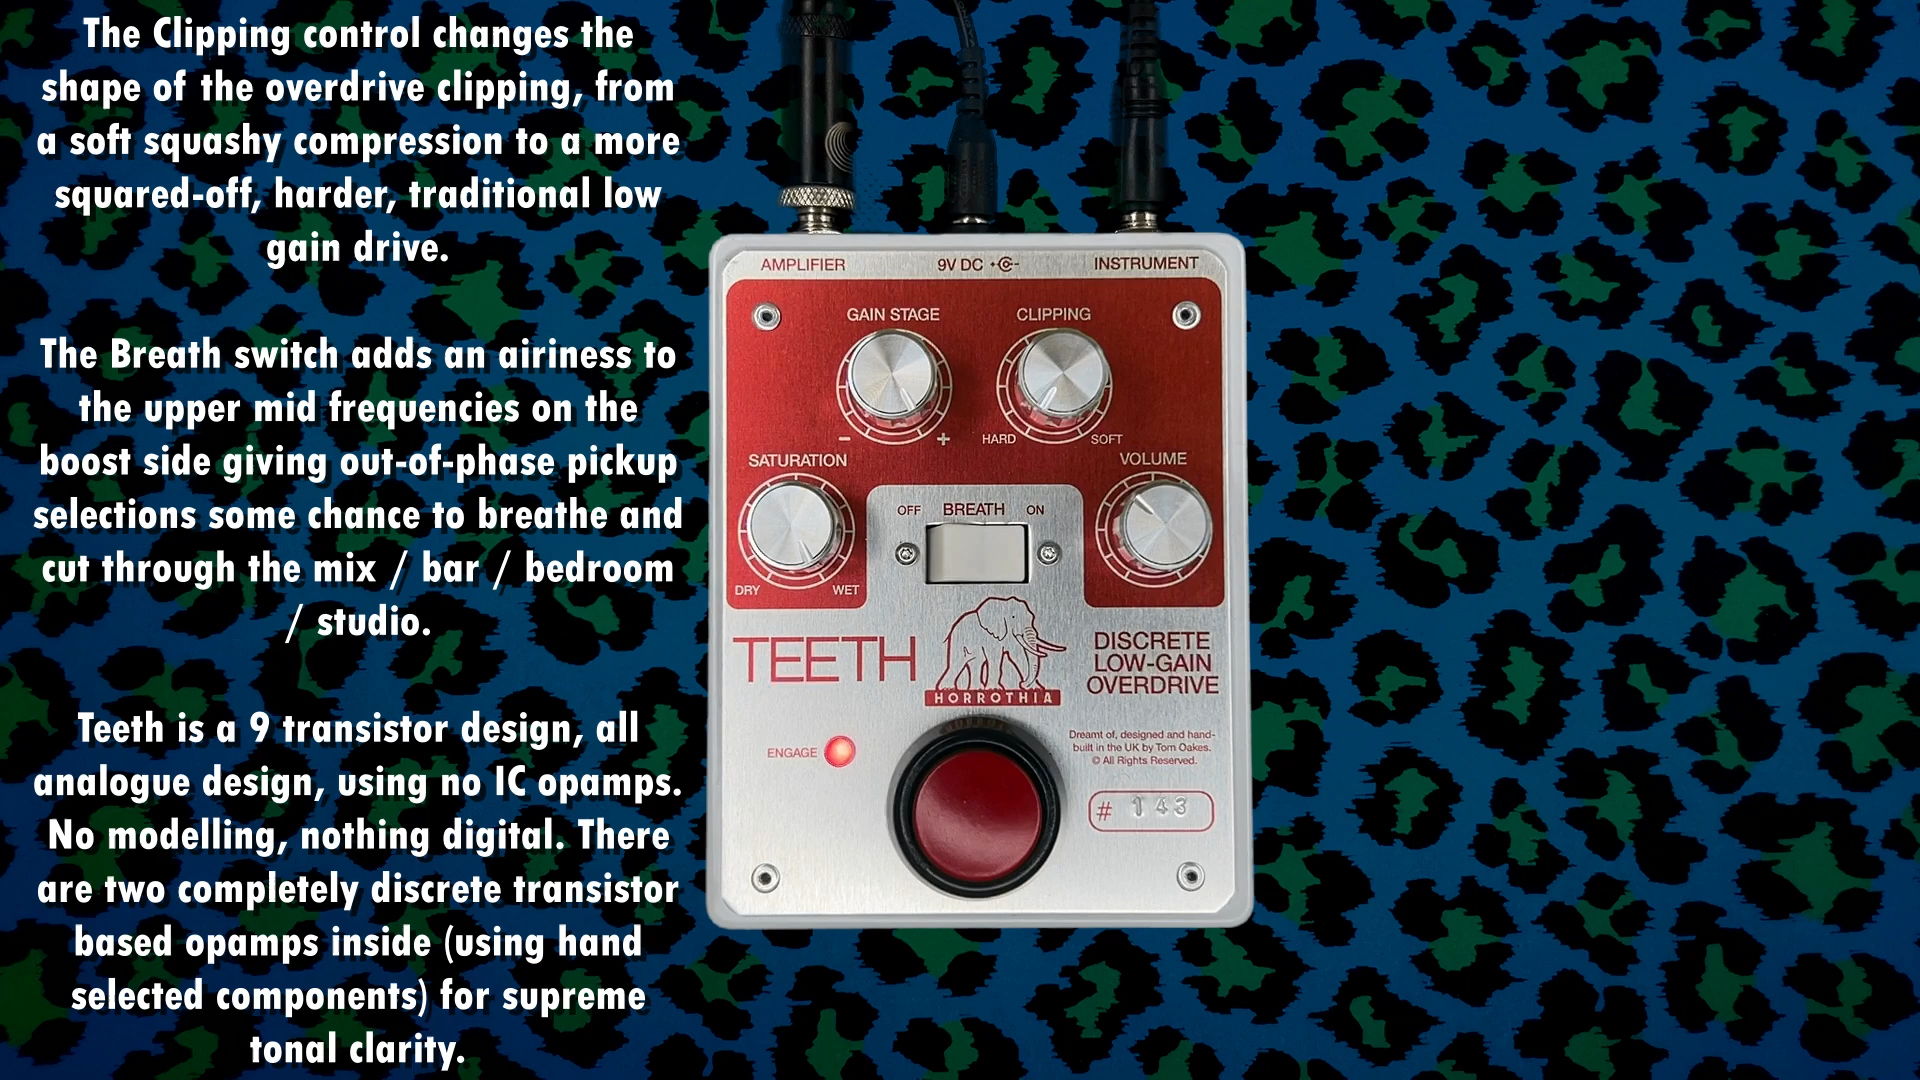 The Clipping control changes the
shape of the overdrive clipping, from
a soft squashy compression to a more
squared-off, harder, traditional low
gain drive.
The Breath switch adds an airiness to
the upper mid frequencies on the
boost side giving out-of-phase pickup
selections some chance to breathe and
cut through the mix / bar / bedroom
/ studio.
Teeth is a 9 transistor design, all
analogue design, using no IC opamps.
No modelling, nothing digital. There
are two completely discrete transistor
based opamps inside (using hand
selected components) for supreme
tonal clarity.
AMPLIFIER 9V DC + - INSTRUMENT
GAIN STAGE CLIPPING
- + HARD SOFT
SATURATION VOLUME
OFF BREATH ON
DRY WET
TEETH
HORROTHIA
DISCRETE
LOW-GAIN
OVERDRIVE
ENGAGE
Dreamt of, designed and hand-
built in the UK by Tom Oakes.
© All Rights Reserved.
# 143